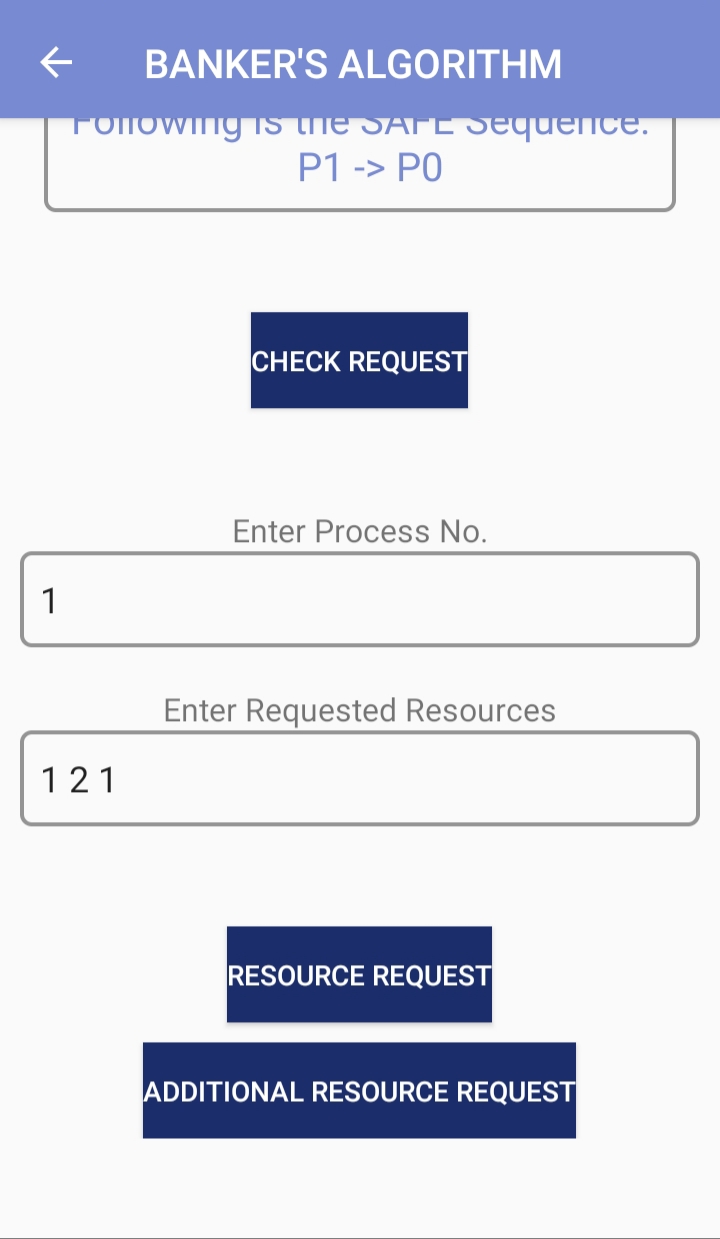 BANKER'S ALGORITHM
Following is the SAFE Sequence:
P1 -> P0
CHECK REQUEST
Enter Process No.
1
Enter Requested Resources
1 2 1
RESOURCE REQUEST
ADDITIONAL RESOURCE REQUEST